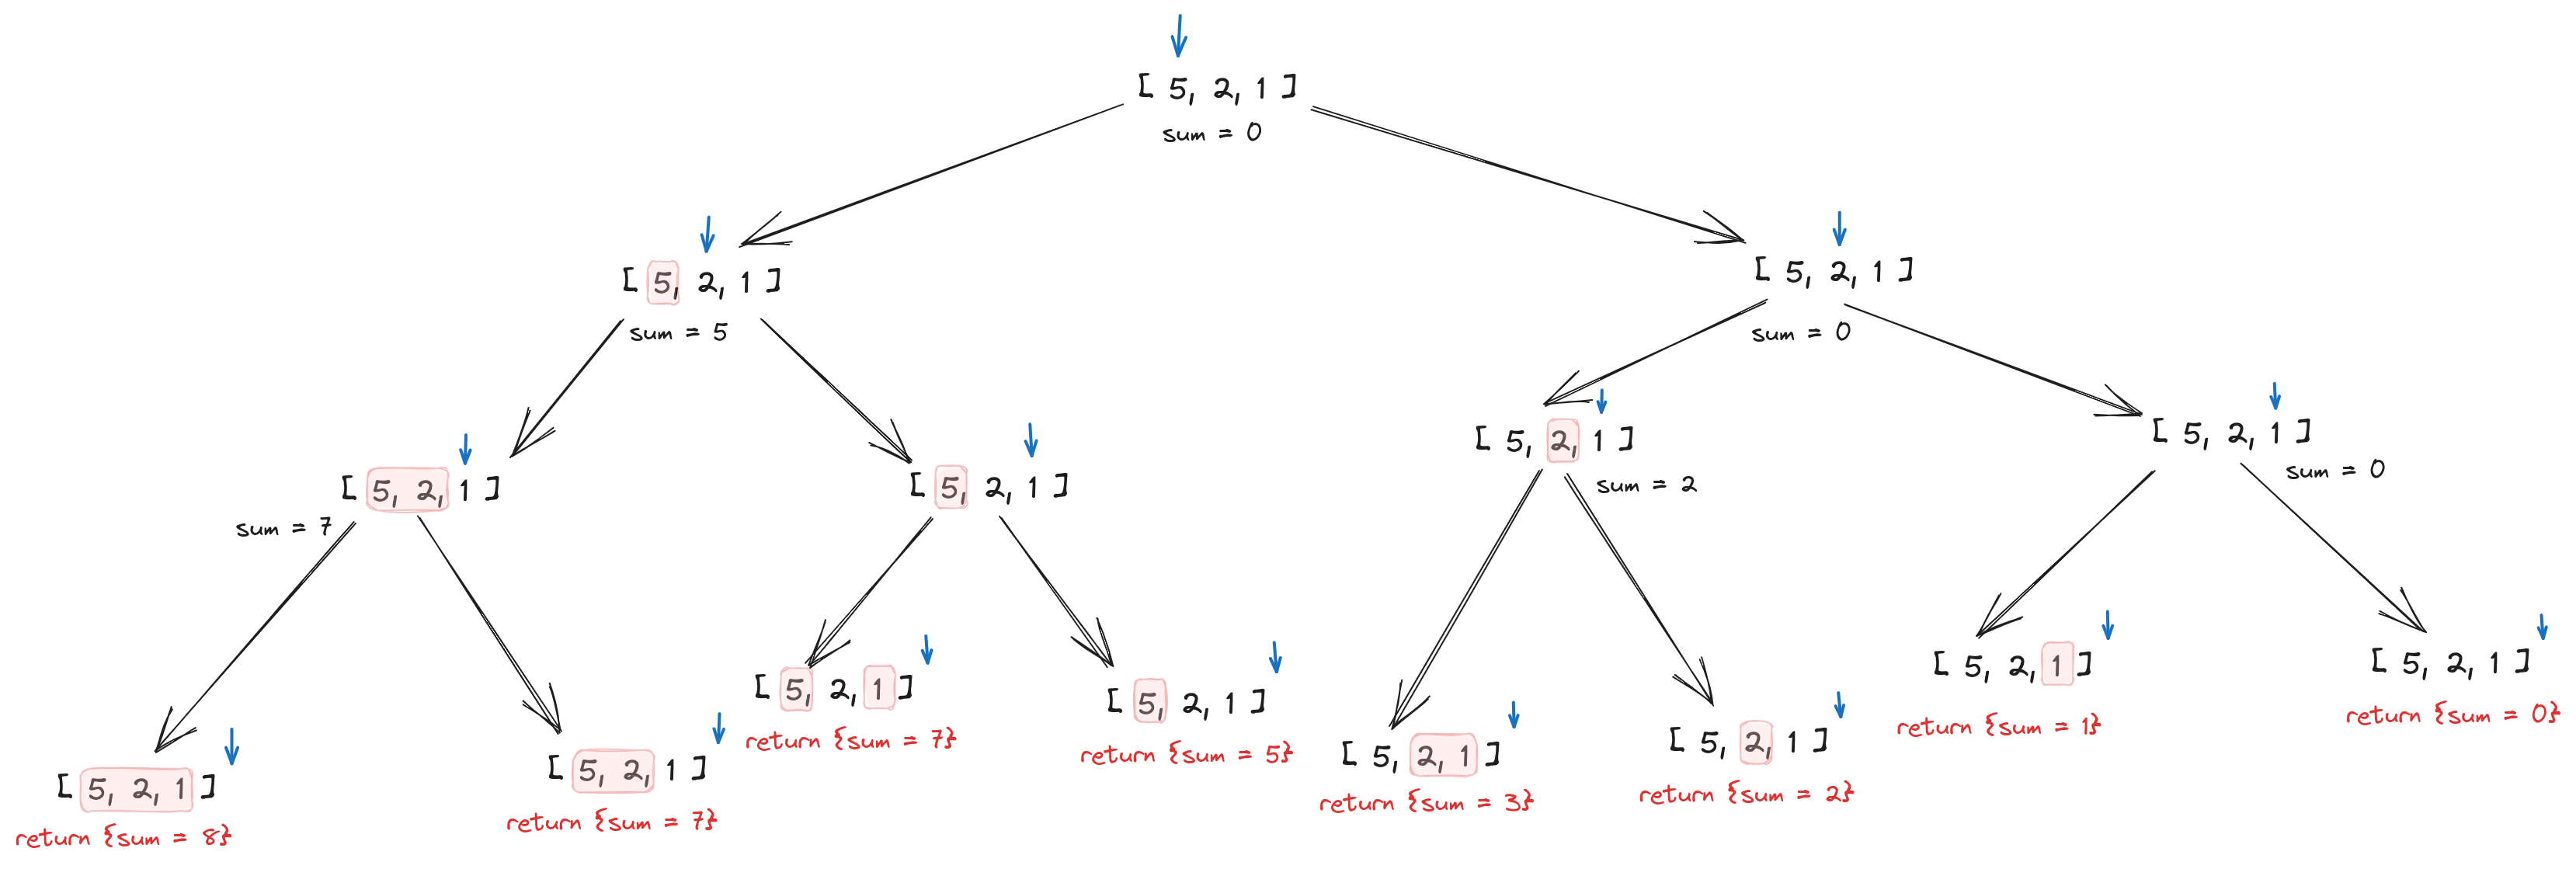 [ 5, 2, 1 ]
sum = 0
[ 5, 2, 1 ]
sum = 5
[ 5, 2, 1 ]
sum = 0
[ 5, 2, 1 ]
sum = 7
[ 5, 2, 1 ]
[ 5, 2, 1 ]
sum = 2
[ 5, 2, 1 ]
sum = 0
[ 5, 2, 1 ]
return {sum = 8}
[ 5, 2, 1 ]
return {sum = 7}
[ 5, 2, 1 ]
return {sum = 7}
[ 5, 2, 1 ]
return {sum = 5}
[ 5, 2, 1 ]
return {sum = 3}
[ 5, 2, 1 ]
return {sum = 2}
[ 5, 2, 1 ]
return {sum = 1}
[ 5, 2, 1 ]
return {sum = 0}